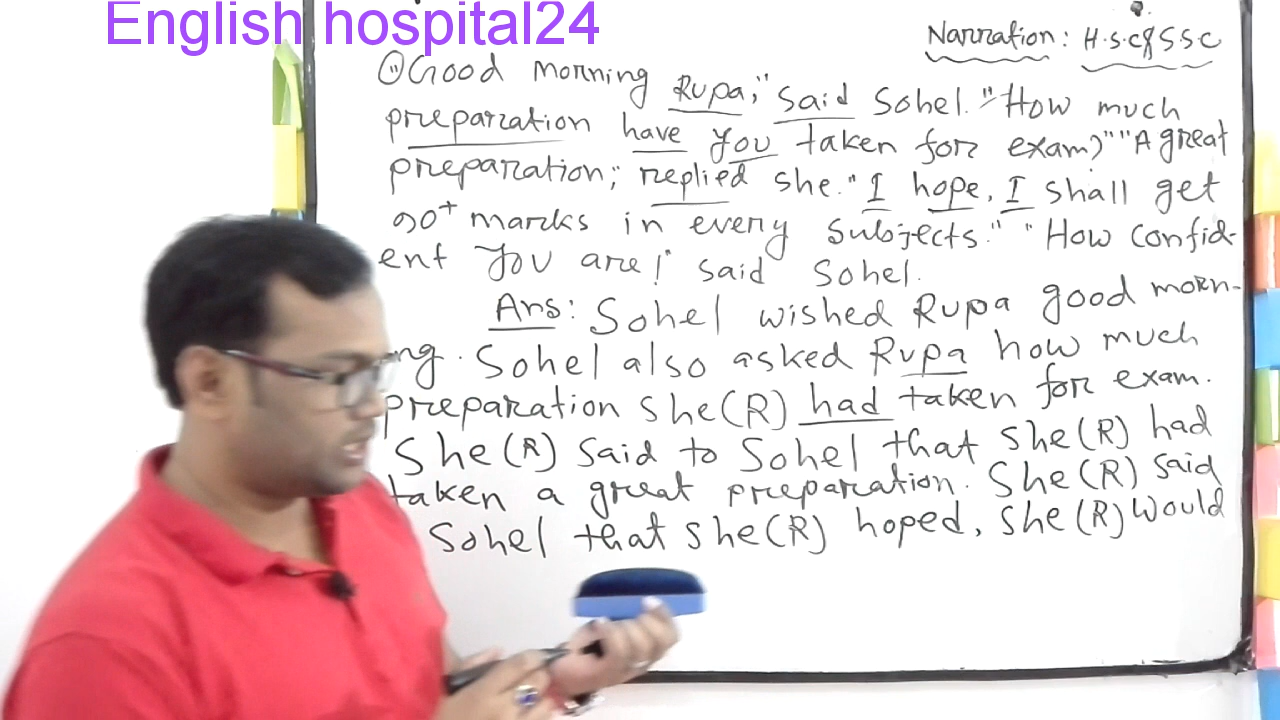 English hospital24
Narration: H.S.C & SSC
"Good morning Rupa," said Sohel. "How much
preparation have you taken for exam?" "A great
preparation," replied she. "I hope, I shall get
90+ marks in every subjects." "How confid-
ent you are!" said Sohel.
Ans: Sohel wished Rupa good morn-
ng. Sohel also asked Rupa how much
preparation she(R) had taken for exam.
She(R) said to Sohel that she(R) had
taken a great preparation. She(R) said
Sohel that she(R) hoped, she(R) would